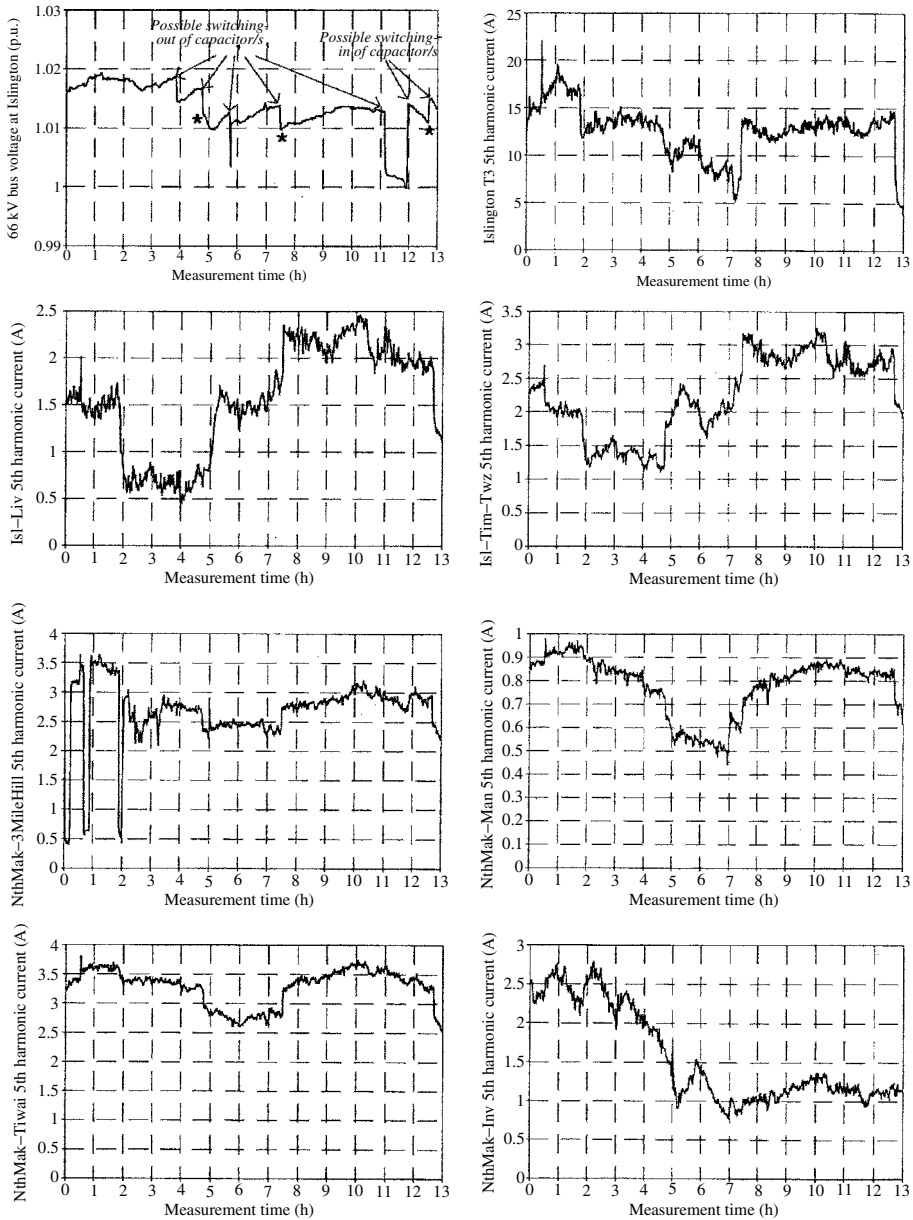 66 kV bus voltage at Islington (p.u.)
1.03
1.02
1.01
1
0.99
Possible switching-
out of capacitor/s
Possible switching-
in of capacitor/s
*
*
*
0 1 2 3 4 5 6 7 8 9 10 11 12 13
Measurement time (h)
Islington T3 5th harmonic current (A)
25
20
15
10
5
0
0 1 2 3 4 5 6 7 8 9 10 11 12 13
Measurement time (h)
Isl–Liv 5th harmonic current (A)
2.5
2
1.5
1
0.5
0
0 1 2 3 4 5 6 7 8 9 10 11 12 13
Measurement time (h)
Isl–Tim–Twz 5th harmonic current (A)
3.5
3
2.5
2
1.5
1
0.5
0
0 1 2 3 4 5 6 7 8 9 10 11 12 13
Measurement time (h)
NthMak–3MileHill 5th harmonic current (A)
4
3.5
3
2.5
2
2
1.5
1
0.5
0
0 1 2 3 4 5 6 7 8 9 10 11 12 13
Measurement time (h)
NthMak–Man 5th harmonic current (A)
1
0.9
0.8
0.7
0.6
0.5
0.4
0.3
0.2
0.1
0
0 1 2 3 4 5 6 7 8 9 10 11 12 13
Measurement time (h)
NthMak–Tiwai 5th harmonic current (A)
4
3.5
3
2.5
2
1.5
1
0.5
0
0 1 2 3 4 5 6 7 8 9 10 11 12 13
Measurement time (h)
NthMak–Inv 5th harmonic current (A)
3
2.5
2
1.5
1
0.5
0
0 1 2 3 4 5 6 7 8 9 10 11 12 13
Measurement time (h)